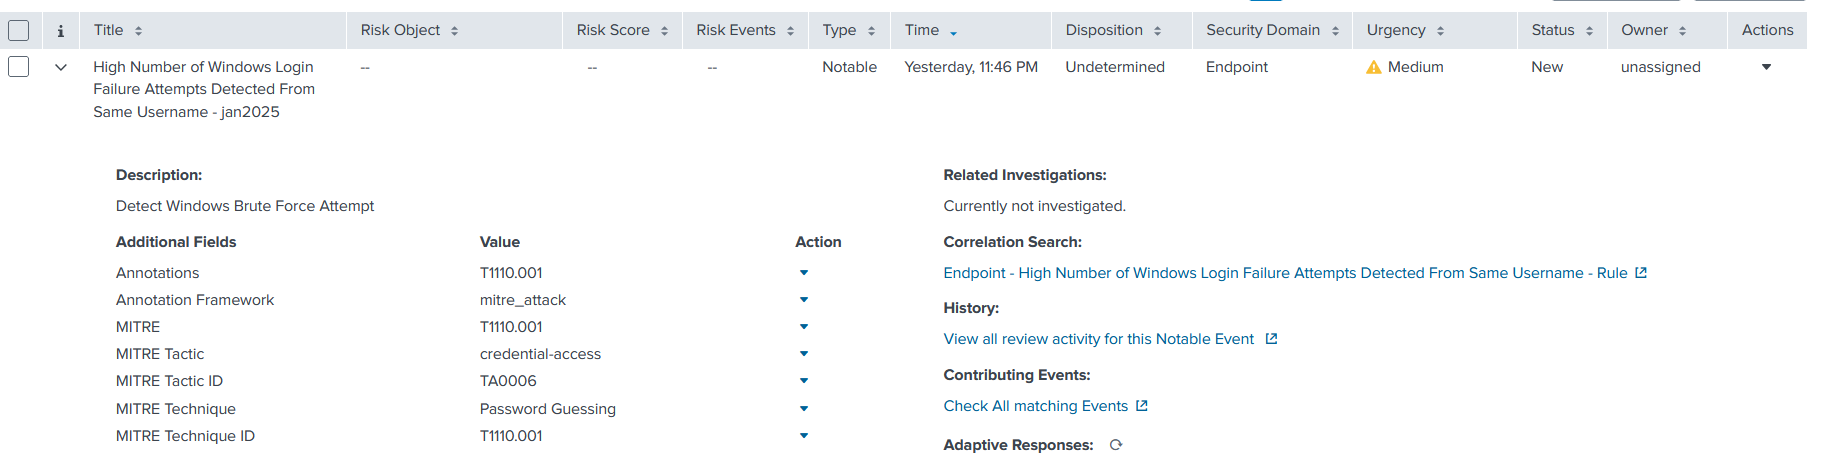 i Title Risk Object Risk Score Risk Events Type Time Disposition Security Domain Urgency Status Owner Actions
High Number of Windows Login -- -- -- Notable Yesterday, 11:46 PM Undetermined Endpoint Medium New unassigned
Failure Attempts Detected From
Same Username - jan2025
Description:
Detect Windows Brute Force Attempt
Additional Fields Value Action
Annotations T1110.001
Annotation Framework mitre_attack
MITRE T1110.001
MITRE Tactic credential-access
MITRE Tactic ID TA0006
MITRE Technique Password Guessing
MITRE Technique ID T1110.001
Related Investigations:
Currently not investigated.
Correlation Search:
Endpoint - High Number of Windows Login Failure Attempts Detected From Same Username - Rule
History:
View all review activity for this Notable Event
Contributing Events:
Check All matching Events
Adaptive Responses: